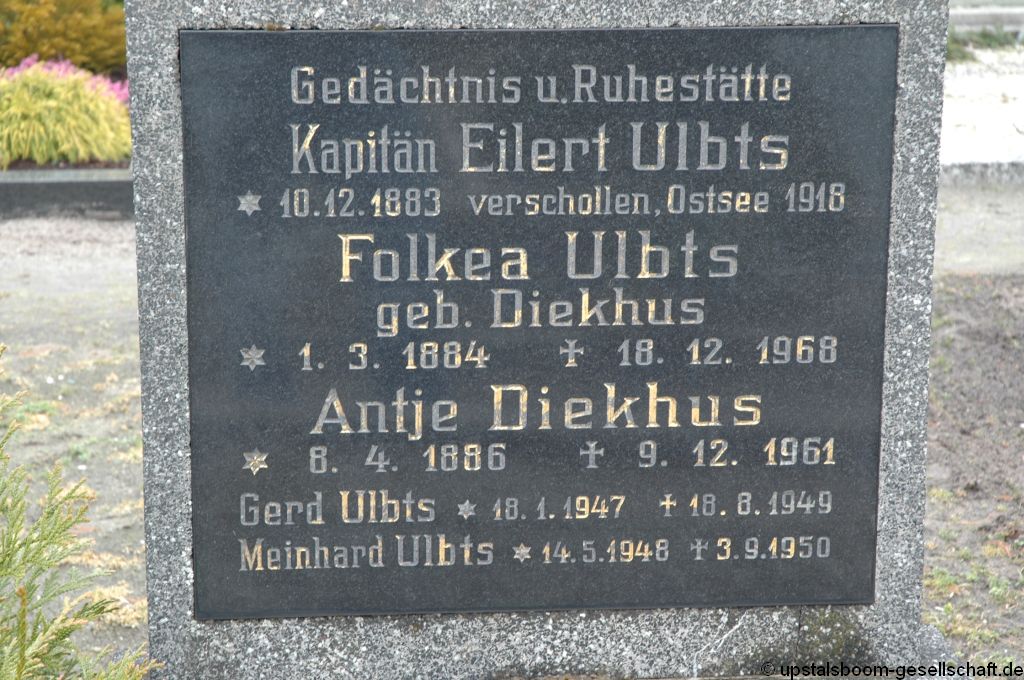 Gedächtnis u. Ruhestätte
Kapitän Eilert Ulbts
* 10.12.1883 verschollen, Ostsee 1918
Folkea Ulbts
geb. Diekhus
* 1. 3. 1884 ✝ 18. 12. 1968
Antje Diekhus
* 8. 4. 1886 ✝ 9. 12. 1961
Gerd Ulbts * 18.1.1947 ✝ 18.8.1949
Meinhard Ulbts * 14.5.1948 ✝ 3.9.1950
© upstalsboom-gesellschaft.de